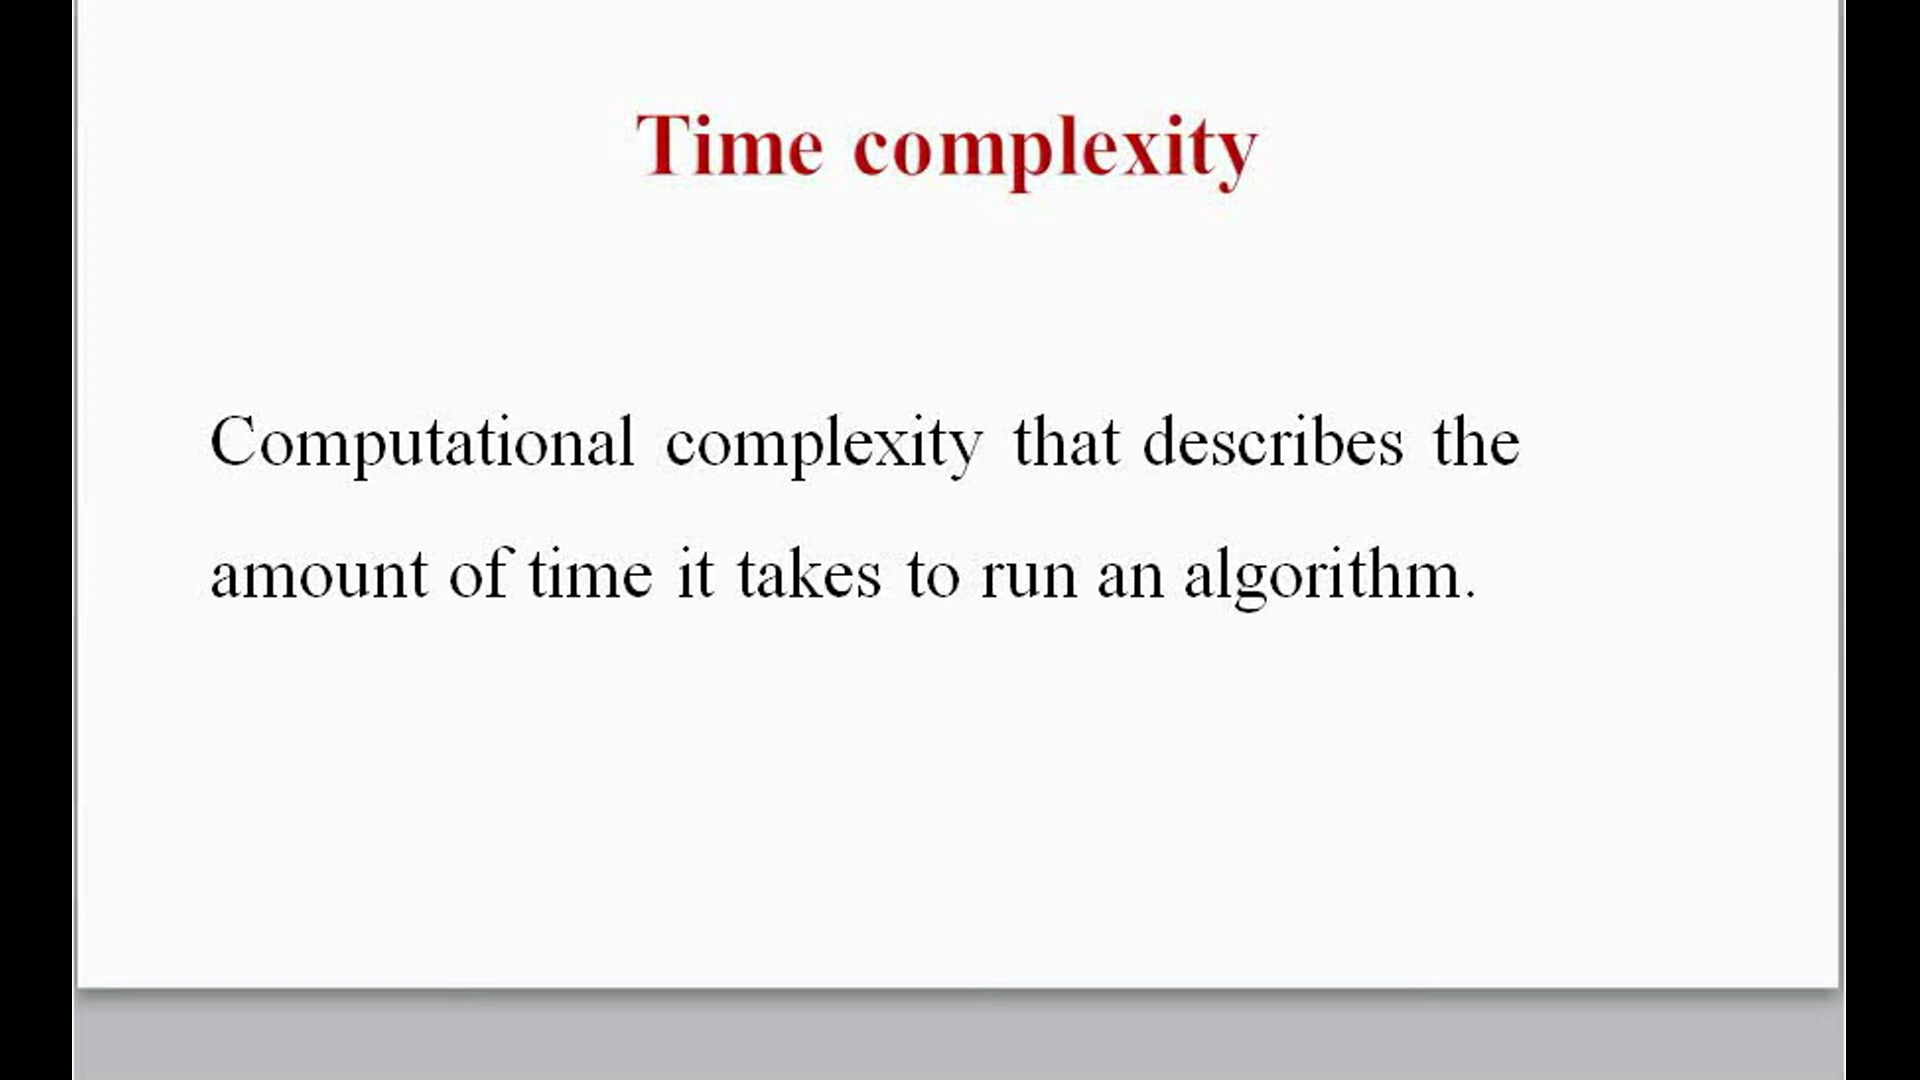 Time complexity
Computational complexity that describes the
amount of time it takes to run an algorithm.